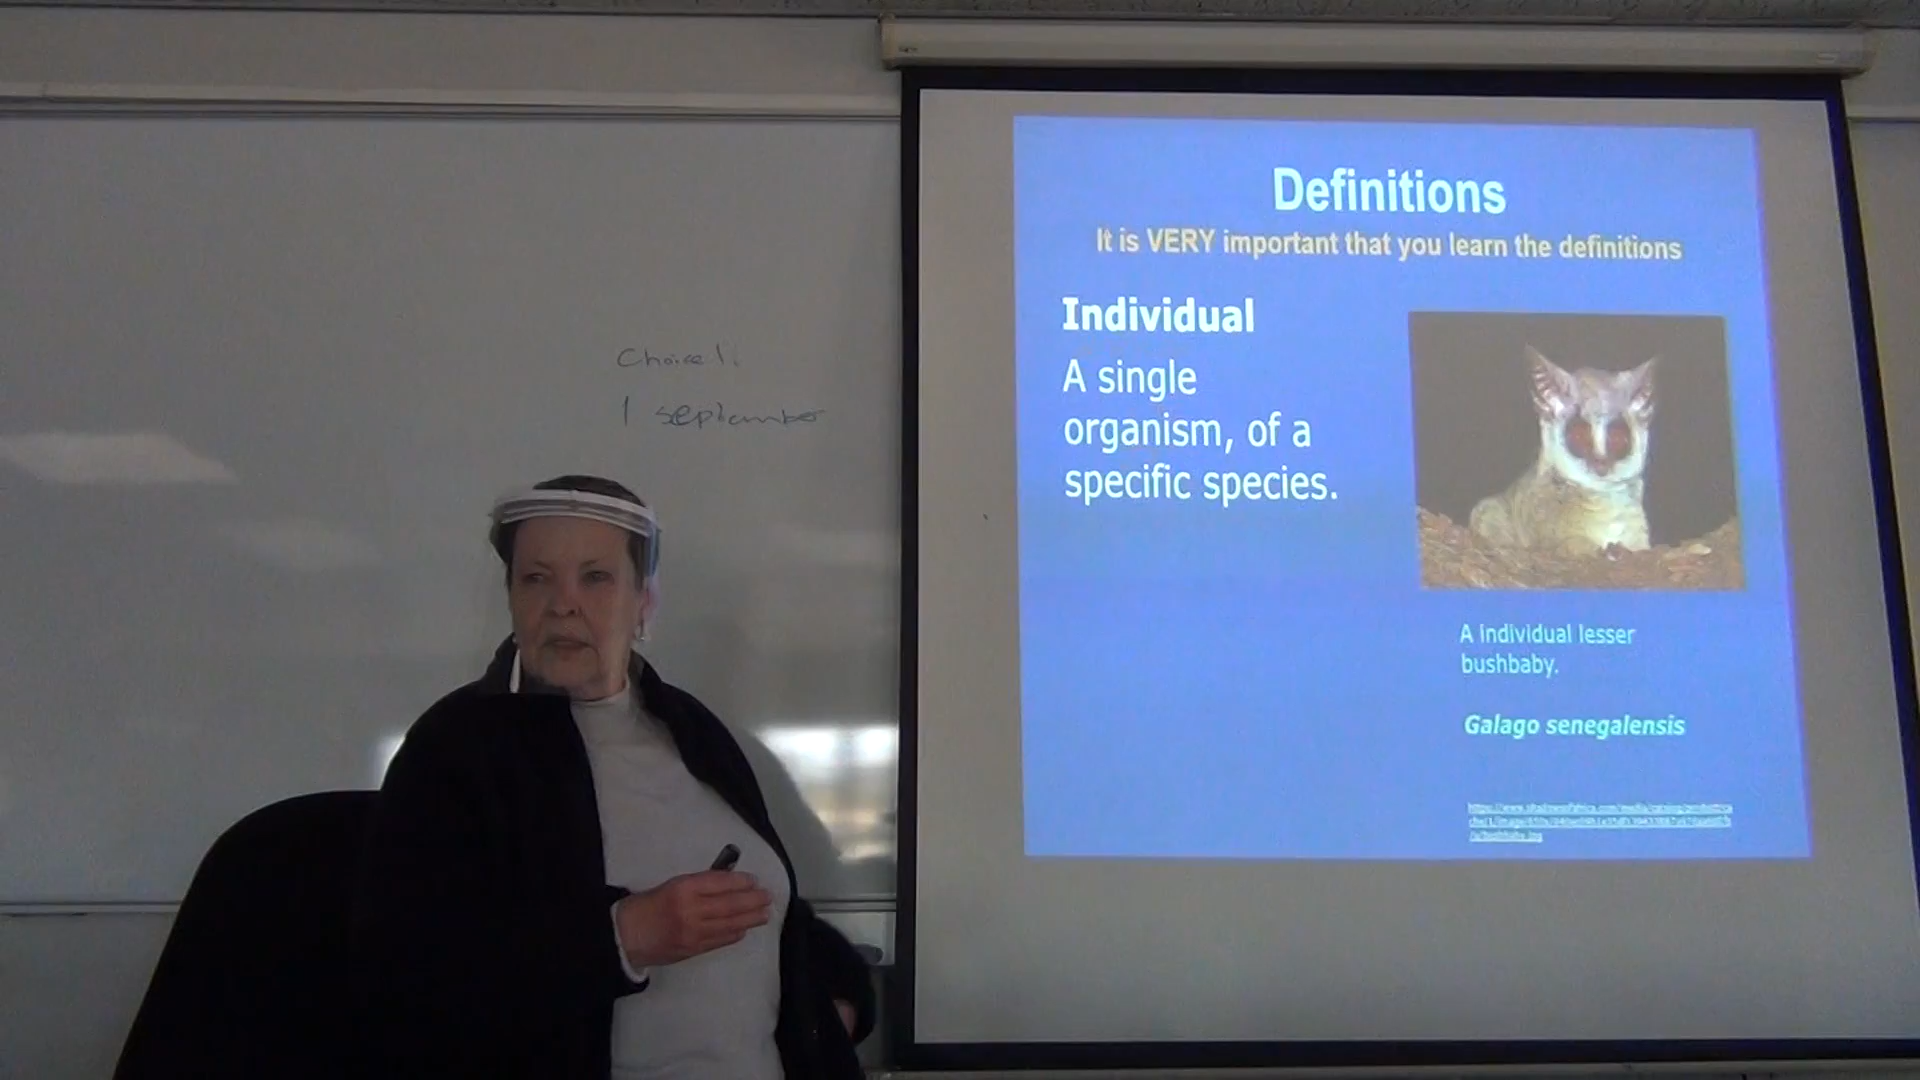 Choice 1.
1 september
Definitions
It is VERY important that you learn the definitions
Individual
A single
organism, of a
specific species.
A individual lesser
bushbaby.
Galago senegalensis